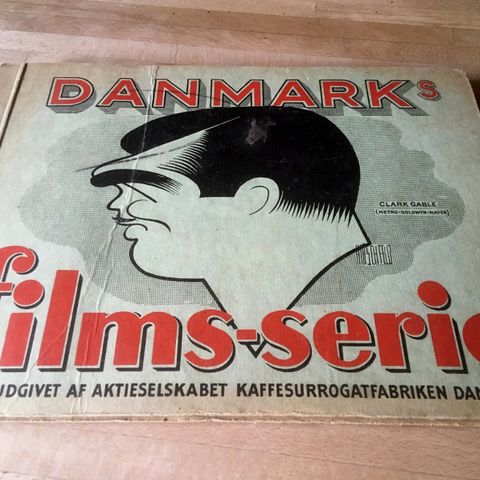 DANMARKS
CLARK GABLE
(METRO-GOLDWYN-MAYER)
films-serie
UDGIVET AF AKTIESELSKABET KAFFESURROGATFABRIKEN DAN